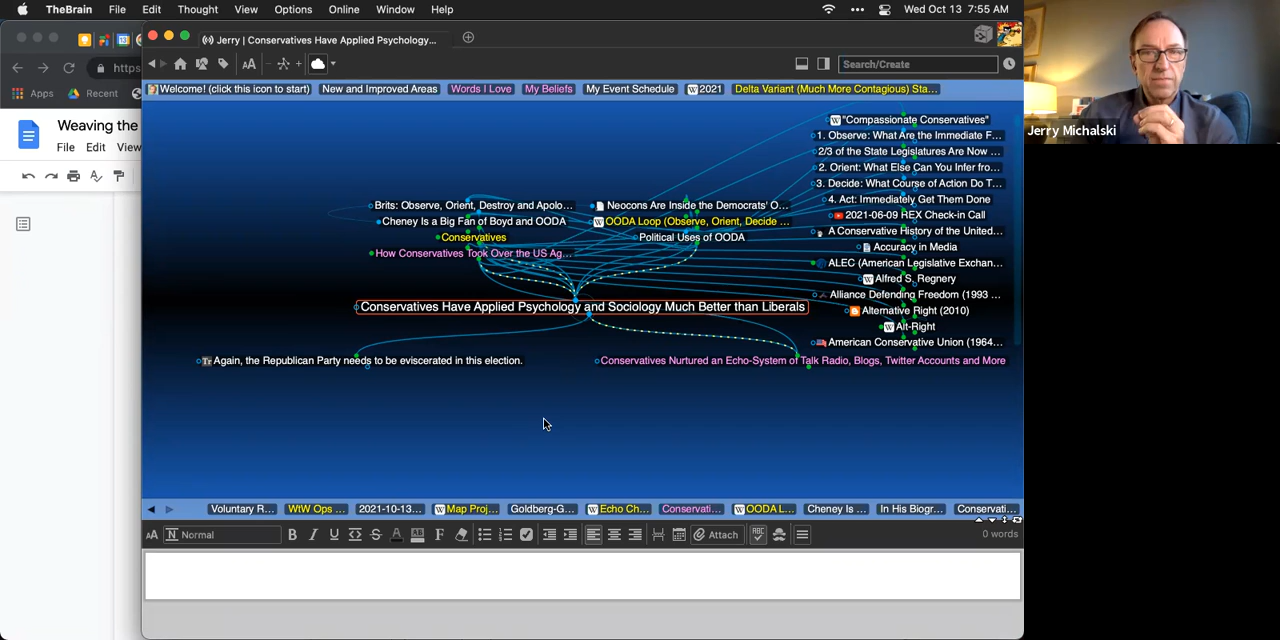 TheBrain File Edit Thought View Options Online Window Help Wed Oct 13 7:55 AM
Jerry | Conservatives Have Applied Psychology...
https
Search/Create
Apps Recent
Welcome! (click this icon to start) New and Improved Areas Words I Love My Beliefs My Event Schedule 2021 Delta Variant (Much More Contagious) Sta...
Weaving the
File Edit View
Jerry Michalski
"Compassionate Conservatives"
1. Observe: What Are the Immediate F...
2/3 of the State Legislatures Are Now ...
2. Orient: What Else Can You Infer fro...
3. Decide: What Course of Action Do T...
4. Act: Immediately Get Them Done
2021-06-09 REX Check-in Call
A Conservative History of the United...
Accuracy in Media
ALEC (American Legislative Exchan...
Alfred S. Regnery
Alliance Defending Freedom (1993 ...
Alternative Right (2010)
Alt-Right
American Conservative Union (1964...
Brits: Observe, Orient, Destroy and Apolo...
Cheney Is a Big Fan of Boyd and OODA
Conservatives
How Conservatives Took Over the US Ag...
Neocons Are Inside the Democrats' O...
OODA Loop (Observe, Orient, Decide ...
Political Uses of OODA
Conservatives Have Applied Psychology and Sociology Much Better than Liberals
Again, the Republican Party needs to be eviscerated in this election.
Conservatives Nurtured an Echo-System of Talk Radio, Blogs, Twitter Accounts and More
Voluntary R... WtW Ops ... 2021-10-13... Map Proj... Goldberg-G... Echo Ch... Conservati... OODA L... Cheney Is ... In His Biogr... Conservati...
Normal B I U S A F Attach ABC
0 words